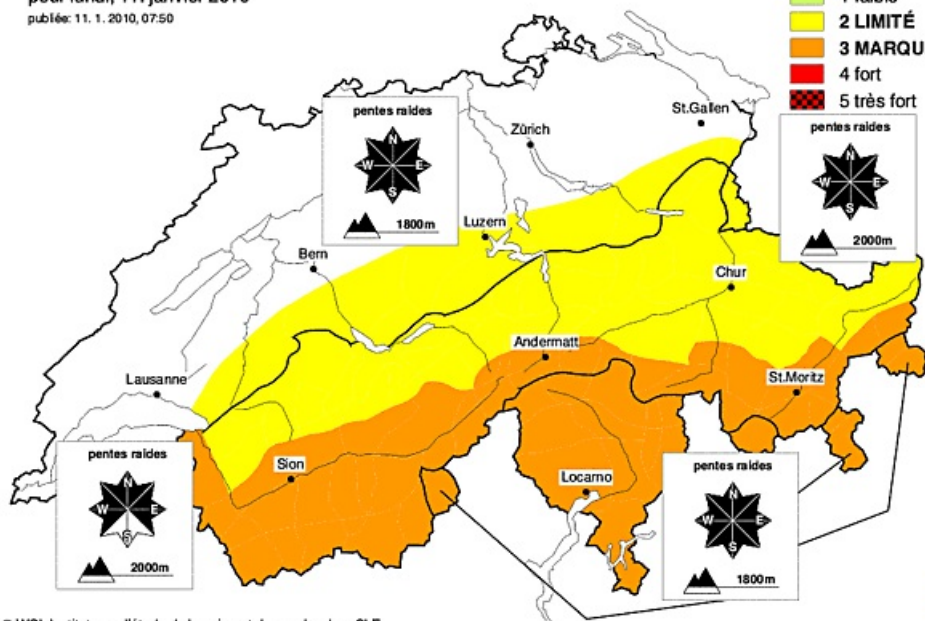 publiée: 11. 1. 2010, 07:50
2 LIMITÉ
3 MARQU
4 fort
5 très fort
pentes raides
N
W E
S
1800m
St.Gallen
Zürich
pentes raides
N
W E
S
2000m
Luzern
Bern
Chur
Andermatt
Lausanne
St.Moritz
pentes raides
N
W E
S
2000m
Sion
Locarno
pentes raides
N
W E
S
1800m